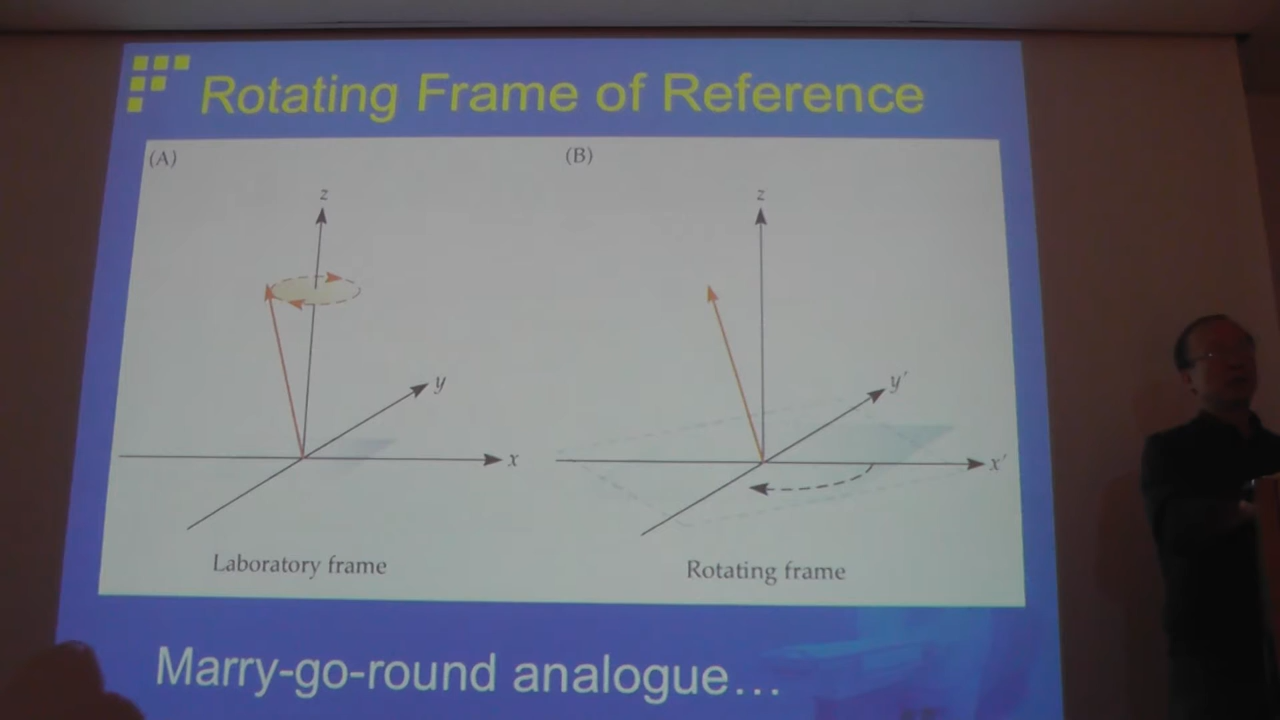 Rotating Frame of Reference
(A)
(B)
z
z
y
y′
x
x′
Laboratory frame
Rotating frame
Marry-go-round analogue…